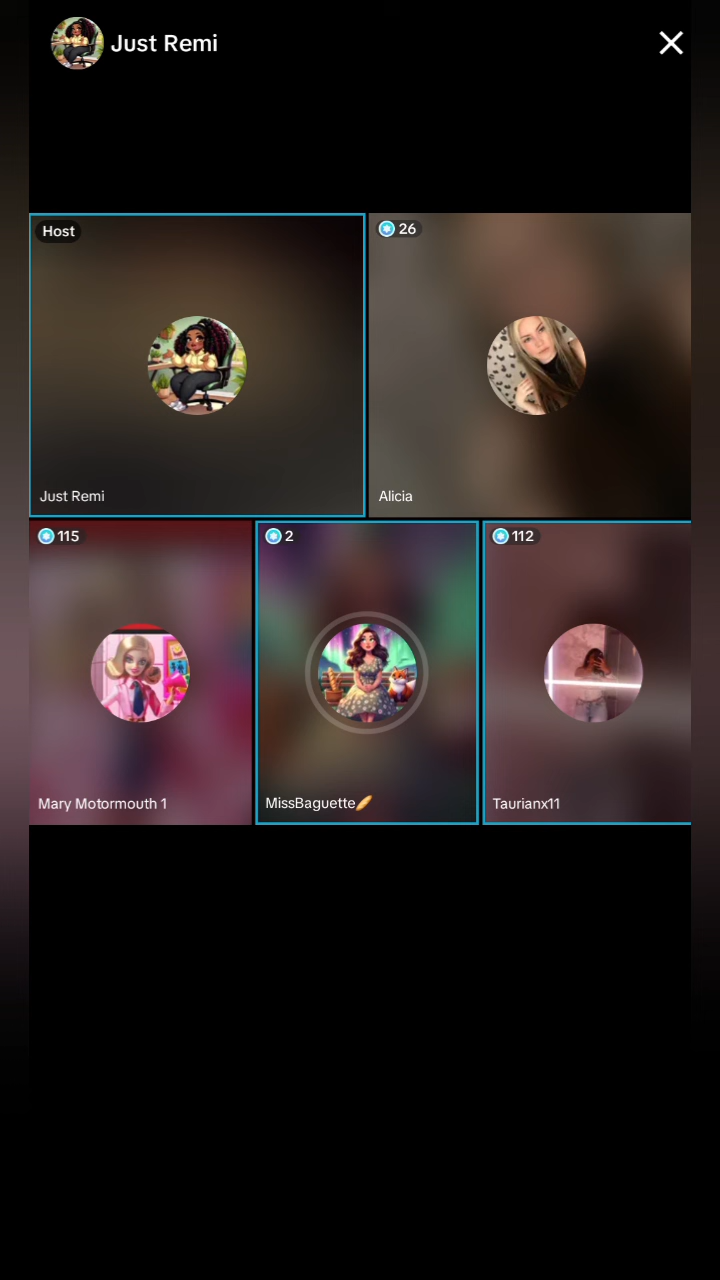 Just Remi
Host
26
Just Remi
Alicia
115
2
112
Mary Motormouth 1
MissBaguette🥖
Taurianx11